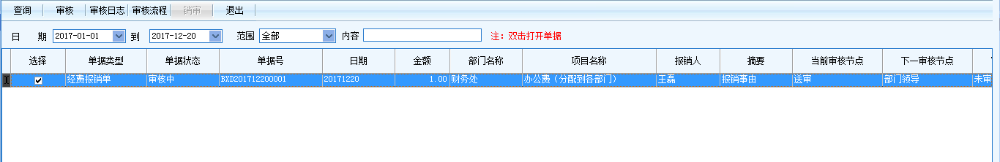 查询 审核 审核日志 审核流程 销审 退出
日 期 2017-01-01 到 2017-12-20 范围 全部 内容 注：双击打开单据
选择 单据类型 单据状态 单据号 日期 金额 部门名称 项目名称 报销人 摘要 当前审核节点 下一审核节点
经费报销单 审核中 BXD201712200001 20171220 1.00 财务处 办公费（分配到各部门） 王磊 报销事由 送审 部门领导 未审